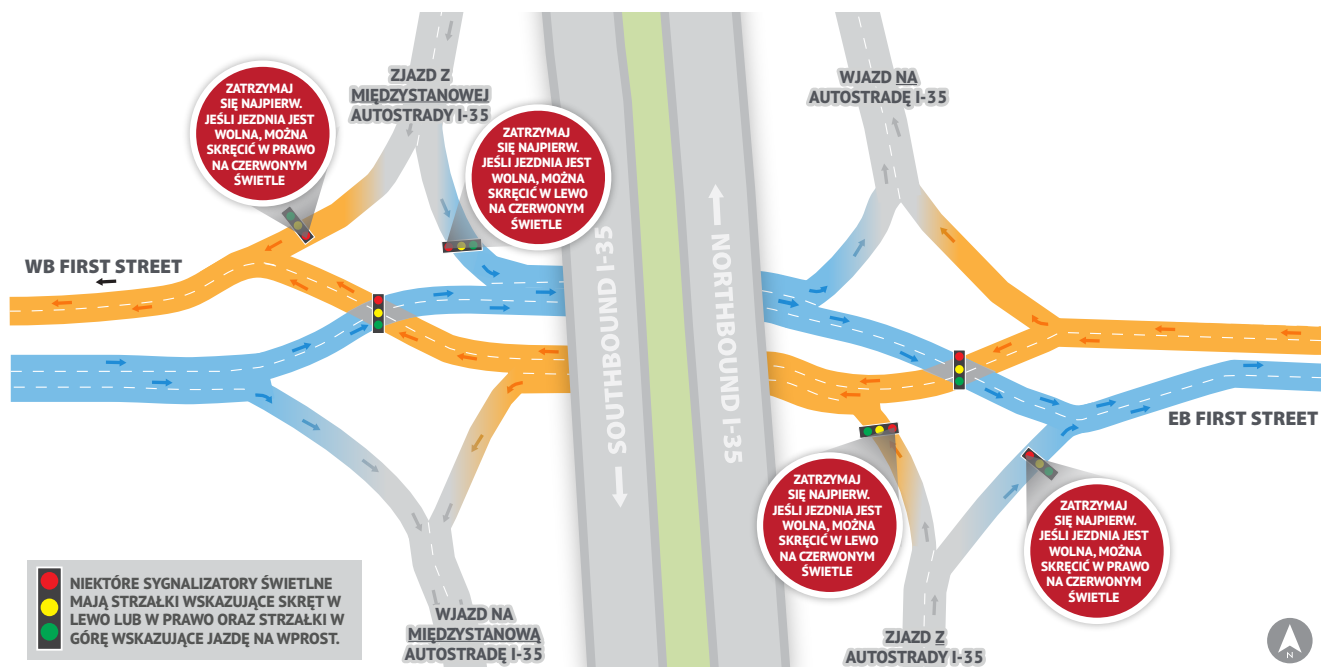 ZJAZD Z
MIĘDZYSTANOWEJ
AUTOSTRADY I-35
WJAZD NA
AUTOSTRADĘ I-35
ZATRZYMAJ
SIĘ NAJPIERW.
JEŚLI JEZDNIA JEST
WOLNA, MOŻNA
SKRĘCIĆ W PRAWO
NA CZERWONYM
ŚWIETLE
ZATRZYMAJ
SIĘ NAJPIERW.
JEŚLI JEZDNIA JEST
WOLNA, MOŻNA
SKRĘCIĆ W LEWO
NA CZERWONYM
ŚWIETLE
WB FIRST STREET
SOUTHBOUND I-35
NORTHBOUND I-35
EB FIRST STREET
ZATRZYMAJ
SIĘ NAJPIERW.
JEŚLI JEZDNIA JEST
WOLNA, MOŻNA
SKRĘCIĆ W LEWO
NA CZERWONYM
ŚWIETLE
ZATRZYMAJ
SIĘ NAJPIERW.
JEŚLI JEZDNIA JEST
WOLNA, MOŻNA
SKRĘCIĆ W PRAWO
NA CZERWONYM
ŚWIETLE
NIEKTÓRE SYGNALIZATORY ŚWIETLNE
MAJĄ STRZAŁKI WSKAZUJĄCE SKRĘT W
LEWO LUB W PRAWO ORAZ STRZAŁKI W
GÓRĘ WSKAZUJĄCE JAZDĘ NA WPROST.
WJAZD NA
MIĘDZYSTANOWĄ
AUTOSTRADĘ I-35
ZJAZD Z
AUTOSTRADY I-35
N